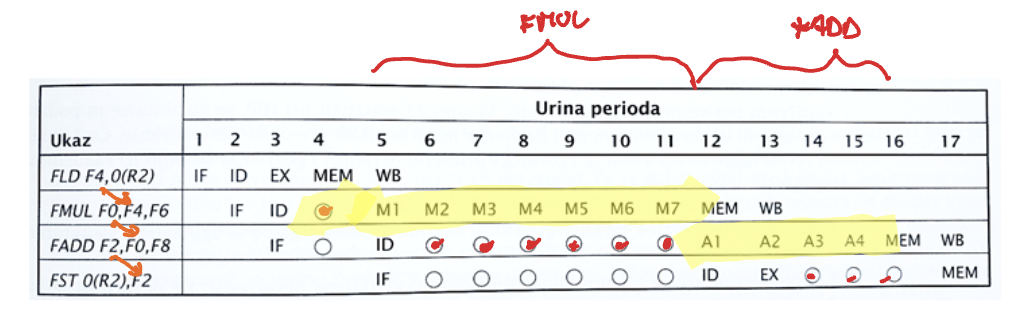 FMUL FADD
Urina perioda
Ukaz 1 2 3 4 5 6 7 8 9 10 11 12 13 14 15 16 17
FLD F4,0(R2) IF ID EX MEM WB
FMUL F0,F4,F6 IF ID M1 M2 M3 M4 M5 M6 M7 MEM WB
FADD F2,F0,F8 IF ID A1 A2 A3 A4 MEM WB
FST 0(R2),F2 IF ID EX MEM